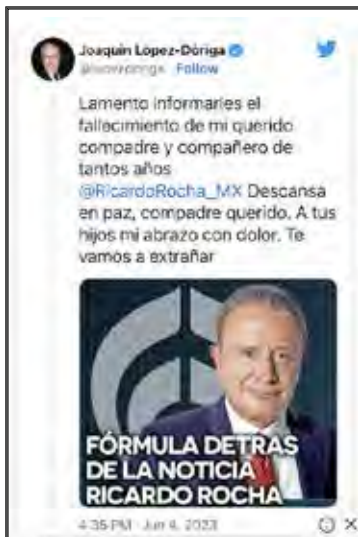 Joaquín López-Dóriga
Follow
Lamento informarles el
fallecimiento de mi querido
compadre y compañero de
tantos años
@RicardoRocha_MX Descansa
en paz, compadre querido. A tus
hijos mi abrazo con dolor. Te
vamos a extrañar
FÓRMULA DETRÁS
DE LA NOTICIA
RICARDO ROCHA
4:35 PM · Jun 4, 2023